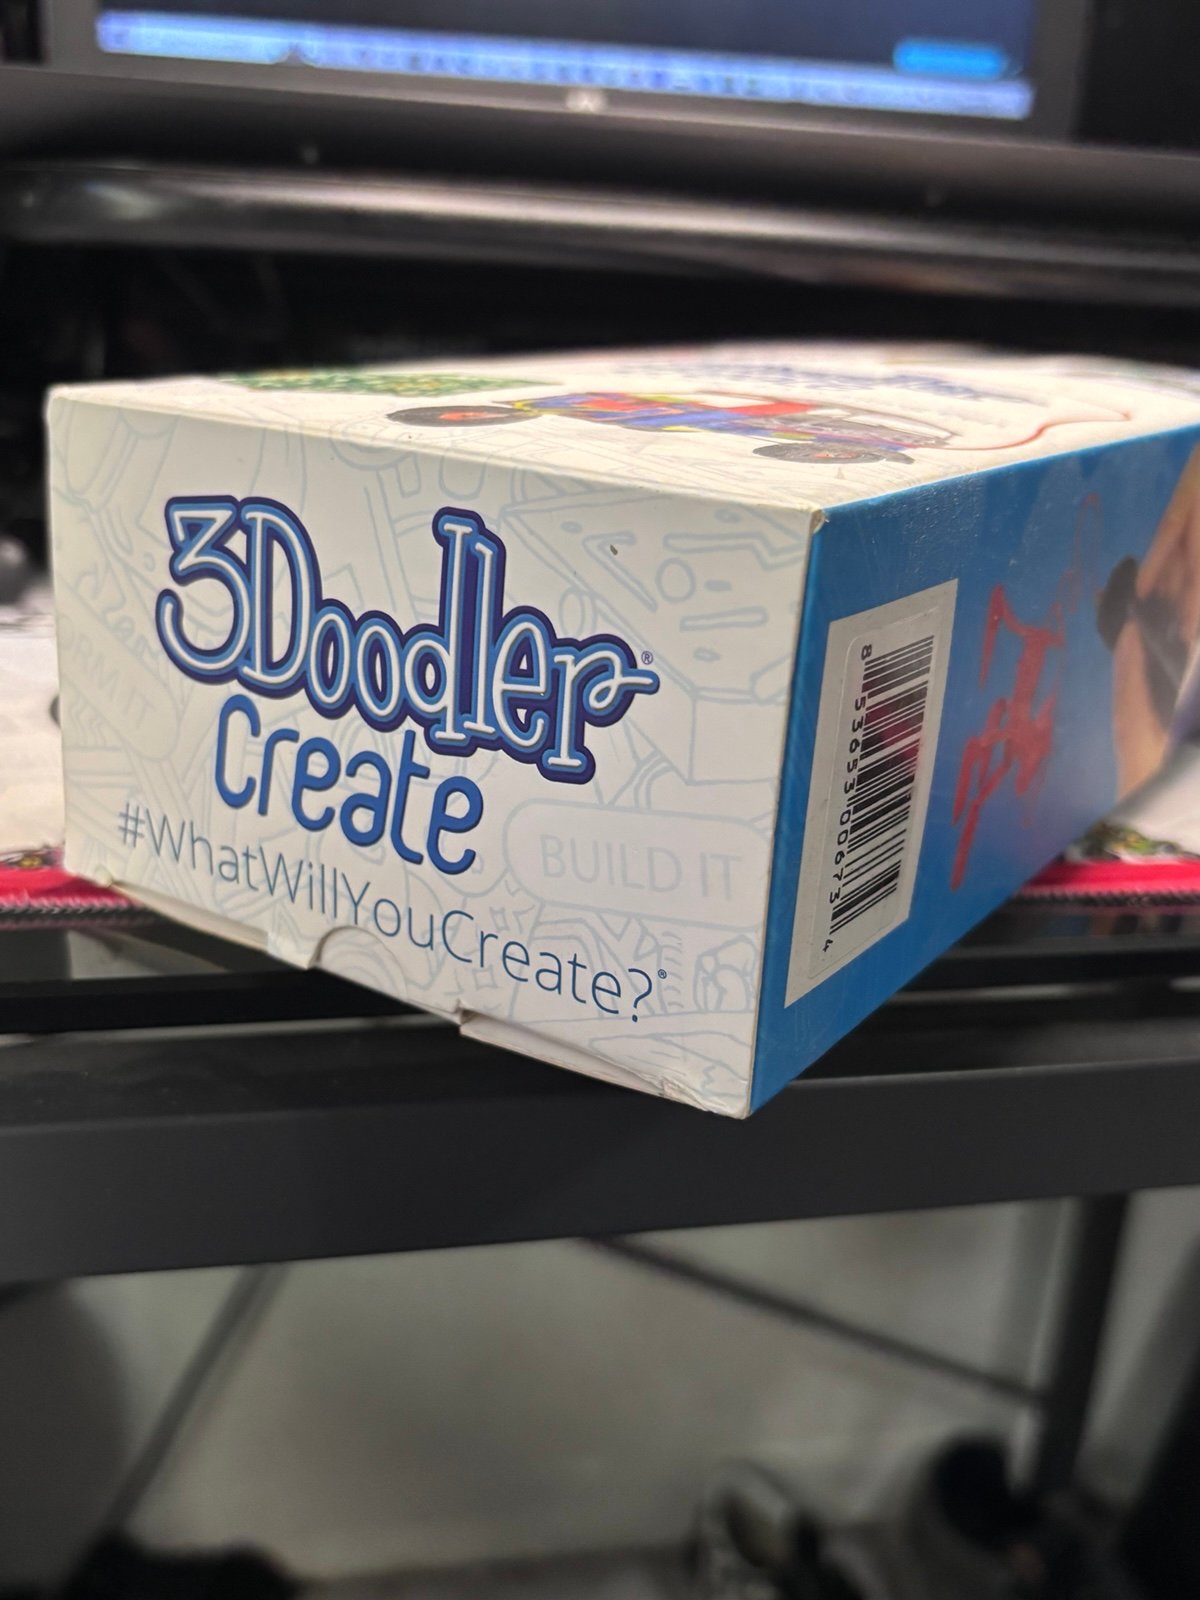 3Doodler®
Create
#WhatWillYouCreate?®
BUILD IT
8 53653 00673 4